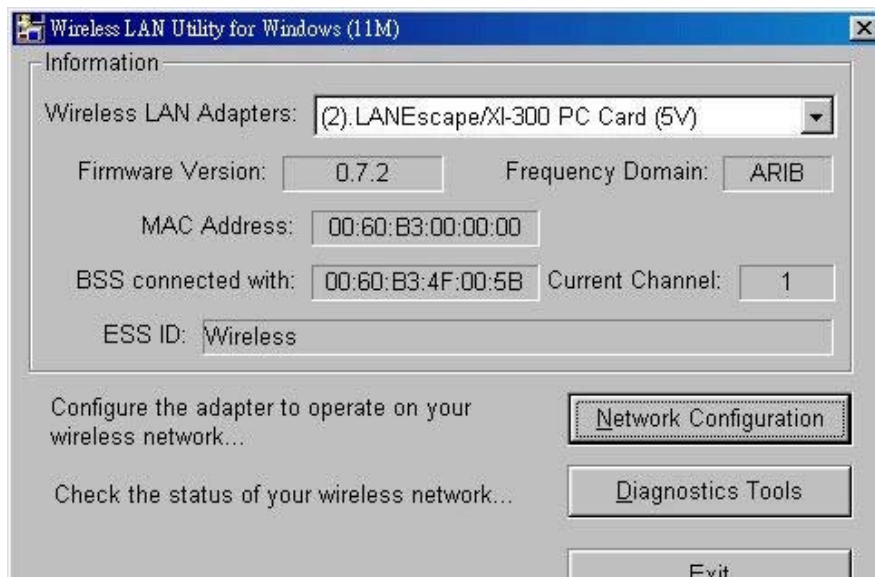 Wireless LAN Utility for Windows (11M)
Information
Wireless LAN Adapters: (2).LANEscape/XI-300 PC Card (5V)
Firmware Version: 0.7.2 Frequency Domain: ARIB
MAC Address: 00:60:B3:00:00:00
BSS connected with: 00:60:B3:4F:00:5B Current Channel: 1
ESS ID: Wireless
Configure the adapter to operate on your
wireless network...
Network Configuration
Check the status of your wireless network...
Diagnostics Tools
Exit